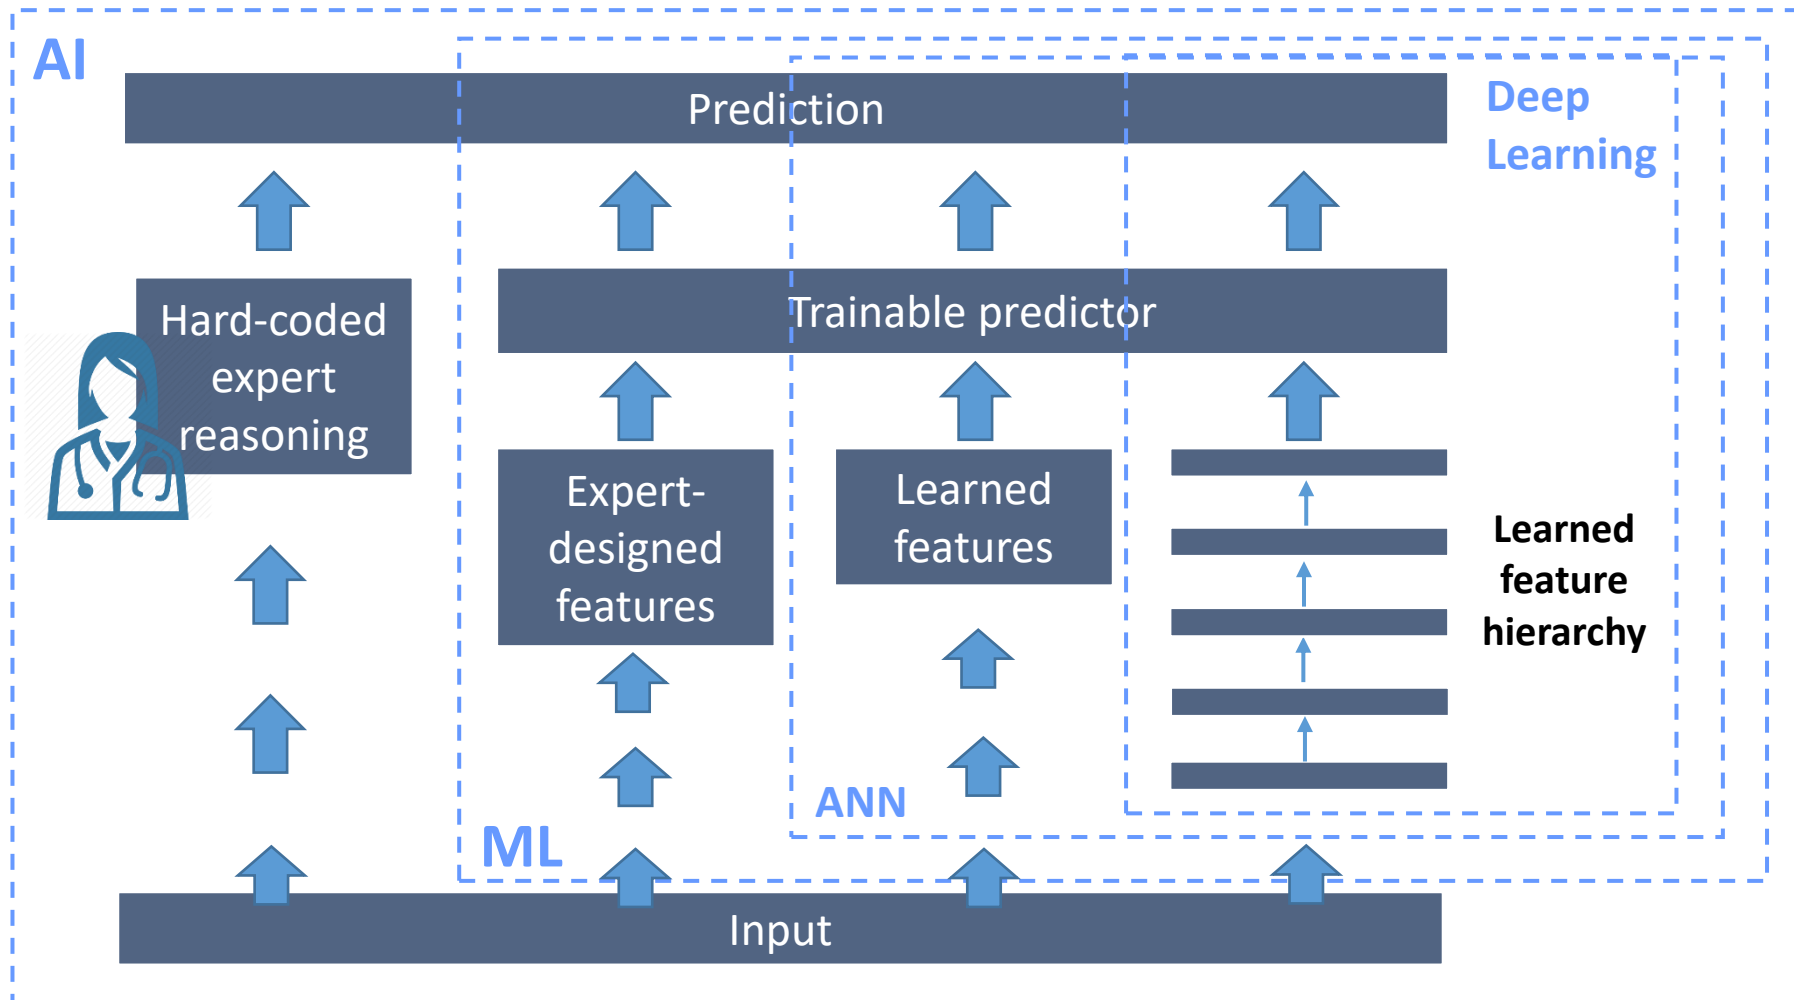 AI
Prediction
Deep
Learning
Hard-coded
expert
reasoning
Trainable predictor
Expert-
designed
features
Learned
features
Learned
feature
hierarchy
ANN
ML
Input